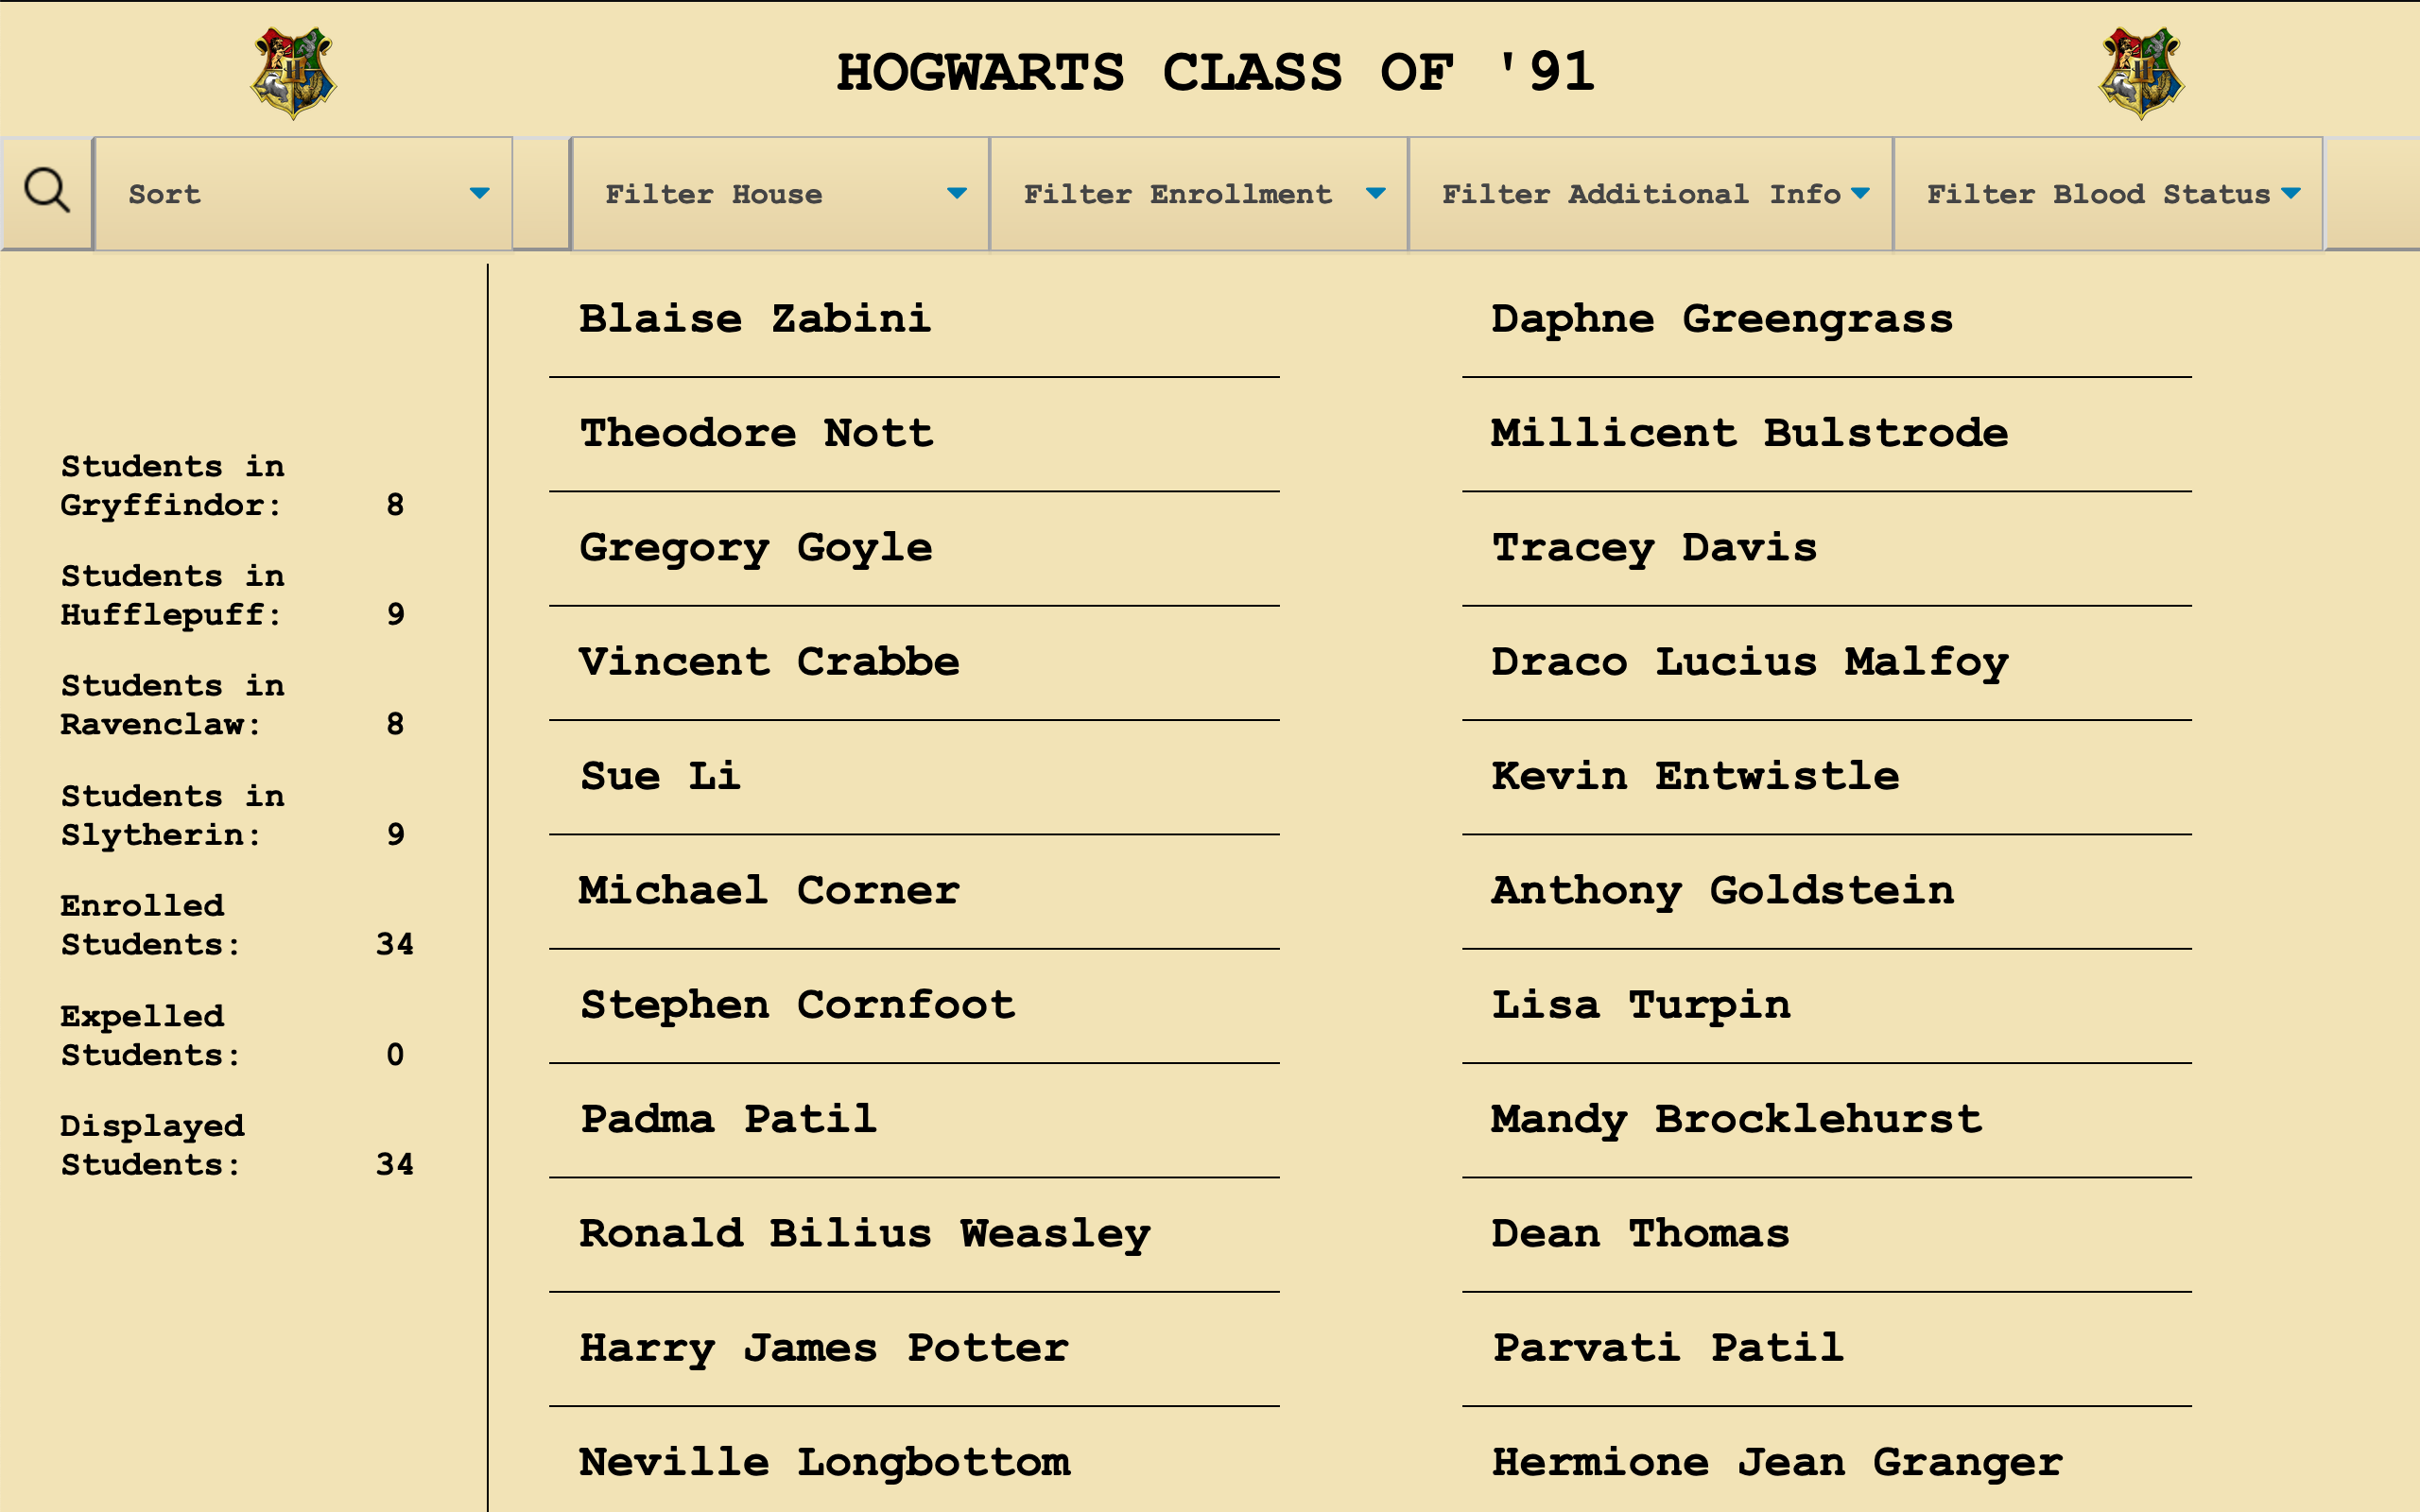 HOGWARTS CLASS OF '91
Sort
Filter House
Filter Enrollment
Filter Additional Info
Filter Blood Status
Students in
Gryffindor: 8
Students in
Hufflepuff: 9
Students in
Ravenclaw: 8
Students in
Slytherin: 9
Enrolled
Students: 34
Expelled
Students: 0
Displayed
Students: 34
Blaise Zabini
Daphne Greengrass
Theodore Nott
Millicent Bulstrode
Gregory Goyle
Tracey Davis
Vincent Crabbe
Draco Lucius Malfoy
Sue Li
Kevin Entwistle
Michael Corner
Anthony Goldstein
Stephen Cornfoot
Lisa Turpin
Padma Patil
Mandy Brocklehurst
Ronald Bilius Weasley
Dean Thomas
Harry James Potter
Parvati Patil
Neville Longbottom
Hermione Jean Granger